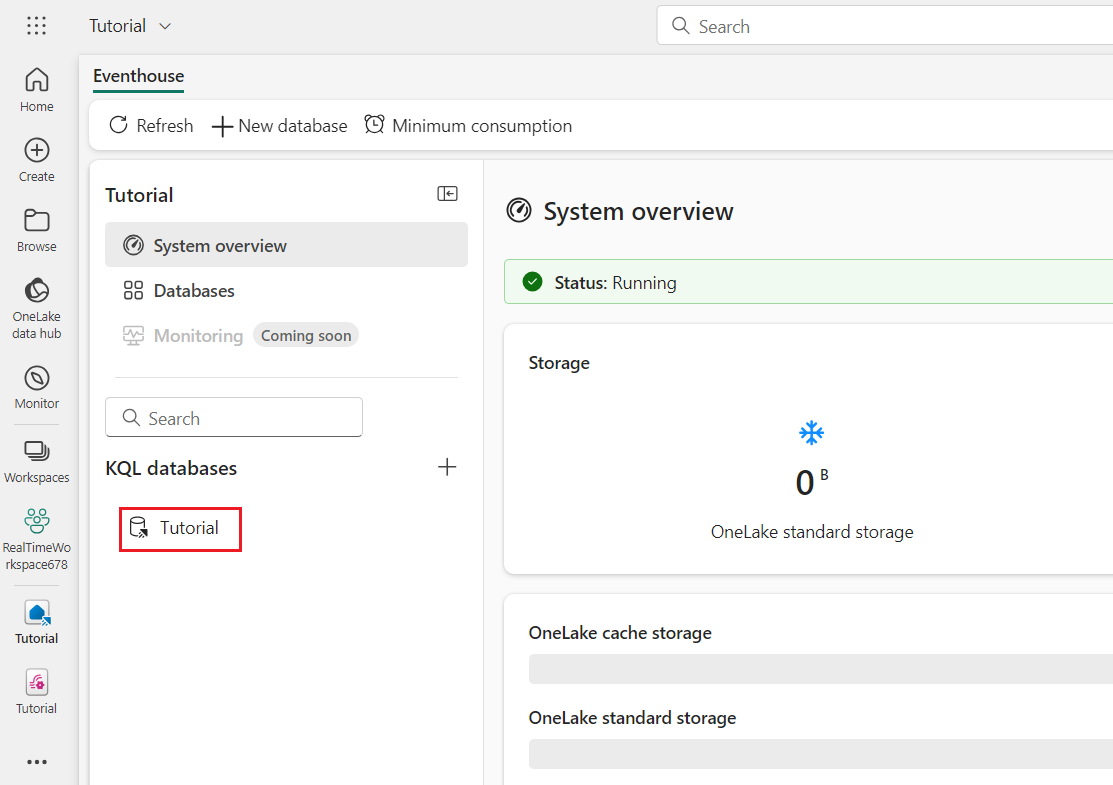 Tutorial
Search
Home
Create
Browse
OneLake
data hub
Monitor
Workspaces
RealTimeWo
rkspace678
Tutorial
Tutorial
Eventhouse
Refresh
New database
Minimum consumption
Tutorial
System overview
Databases
Monitoring Coming soon
Search
KQL databases
Tutorial
System overview
Status: Running
Storage
0 B
OneLake standard storage
OneLake cache storage
OneLake standard storage